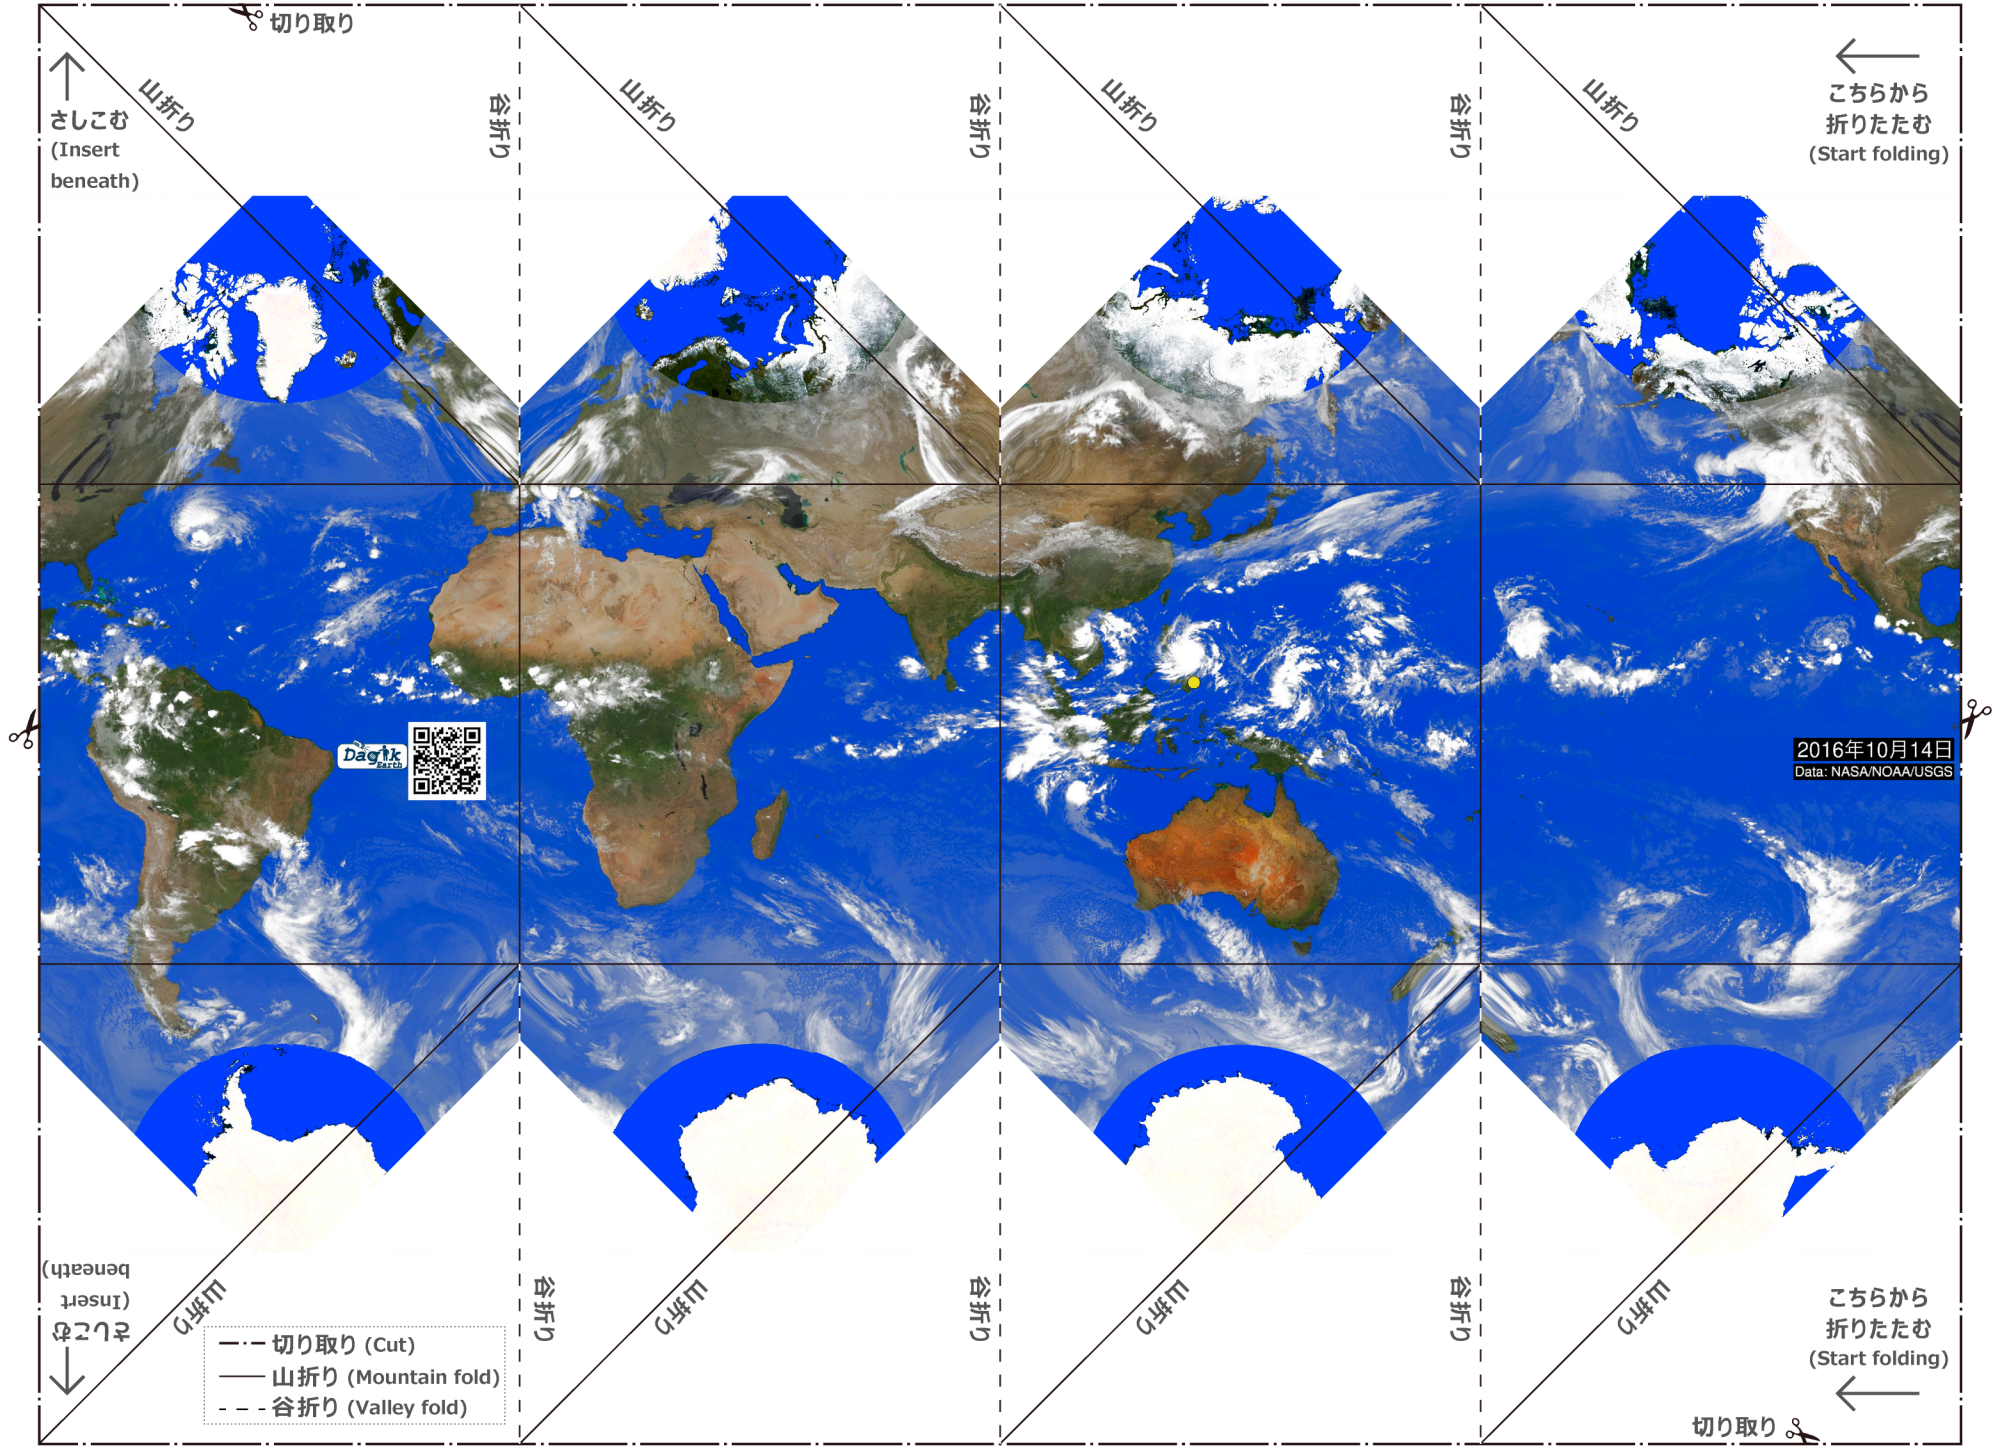 切り取り
山折り
山折り
山折り
山折り
谷折り
谷折り
谷折り
さしこむ
(Insert
beneath)
こちらから
折りたたむ
(Start folding)
Dagik
Earth
2016年10月14日
Data: NASA/NOAA/USGS
さしこむ
(Insert
beneath)
山折り
山折り
山折り
山折り
谷折り
谷折り
谷折り
こちらから
折りたたむ
(Start folding)
切り取り (Cut)
山折り (Mountain fold)
谷折り (Valley fold)
切り取り